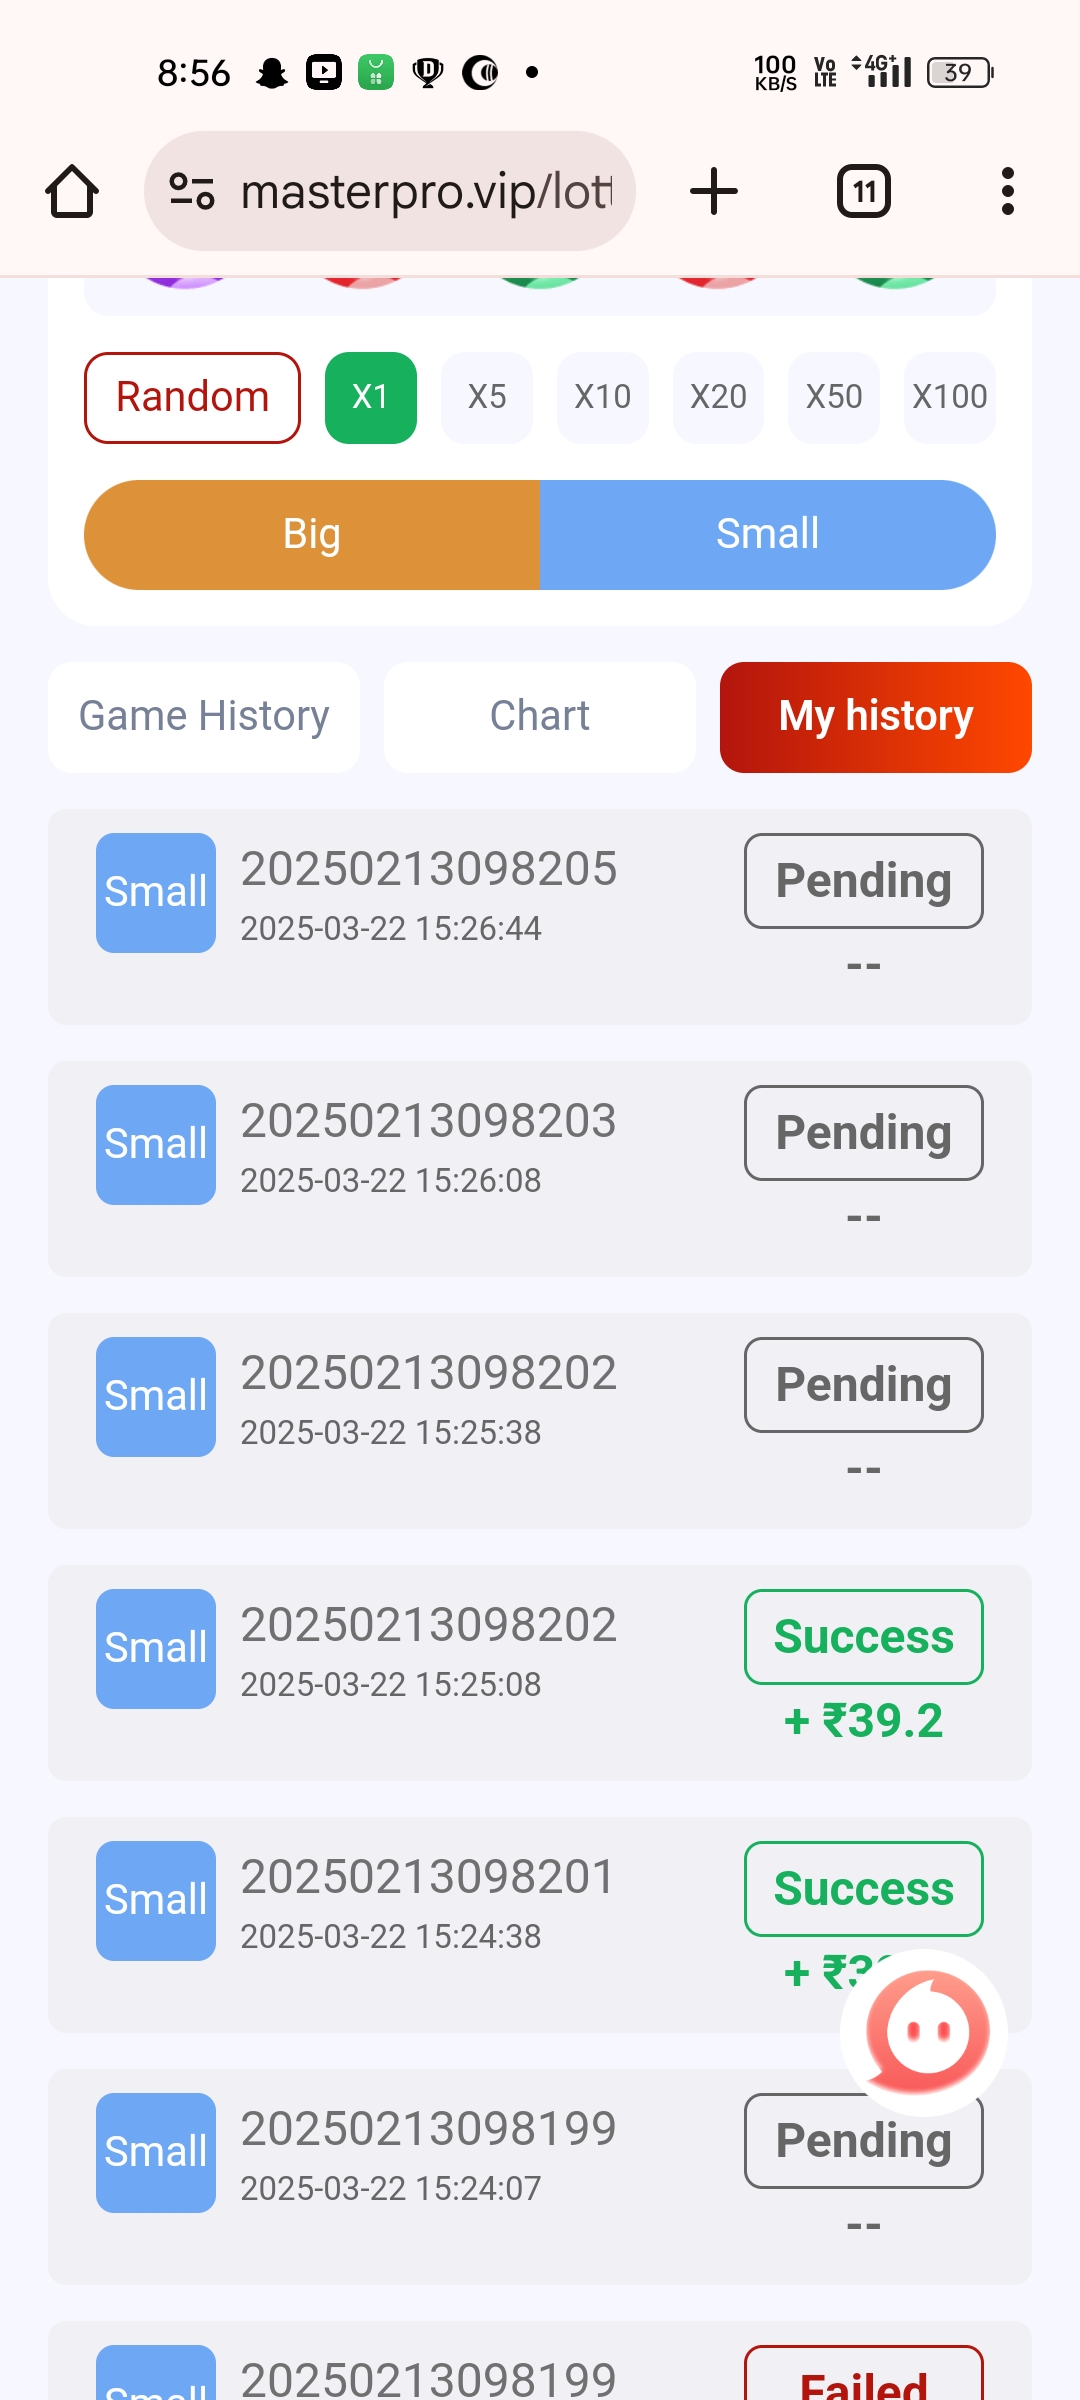 8:56
100 KB/S Vo LTE 4G+ 39
masterpro.vip/lott
11
Random X1 X5 X10 X20 X50 X100
Big Small
Game History Chart My history
Small 20250213098205 Pending
2025-03-22 15:26:44
--
Small 20250213098203 Pending
2025-03-22 15:26:08
--
Small 20250213098202 Pending
2025-03-22 15:25:38
--
Small 20250213098202 Success
2025-03-22 15:25:08
+ ₹39.2
Small 20250213098201 Success
2025-03-22 15:24:38
+ ₹3
Small 20250213098199 Pending
2025-03-22 15:24:07
--
Small 20250213098199 Failed